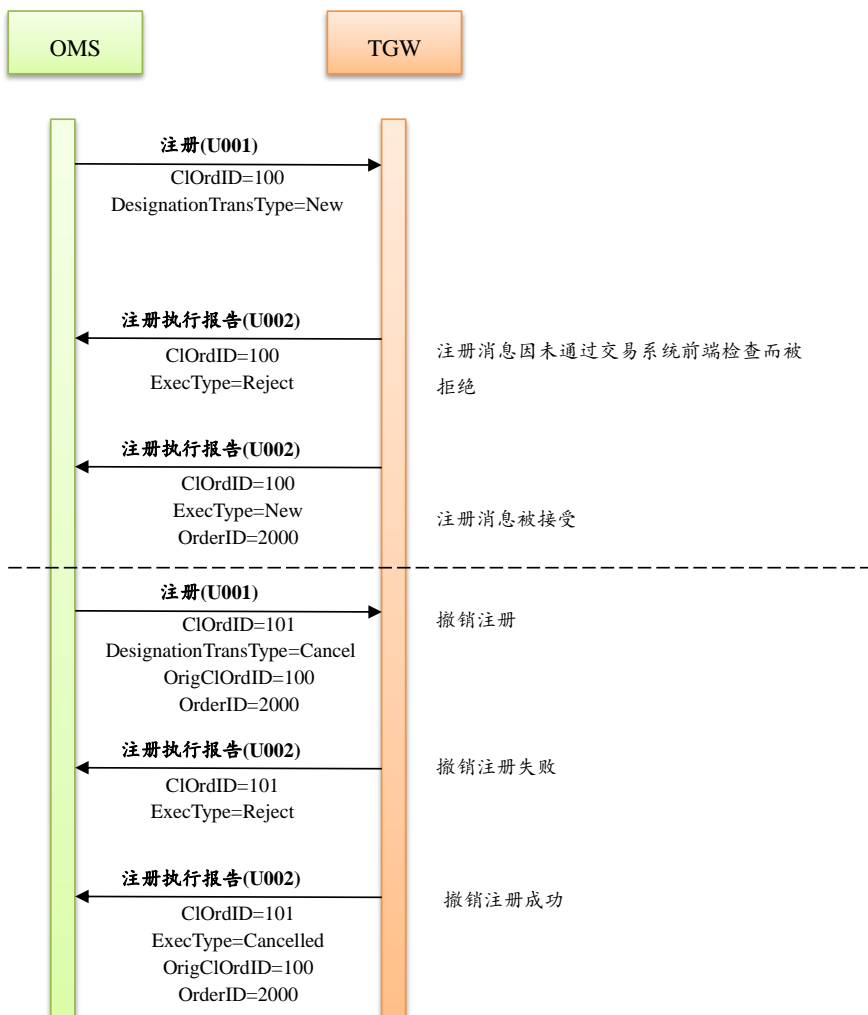 OMS
TGW
注册(U001)
ClOrdID=100
DesignationTransType=New
注册执行报告(U002)
ClOrdID=100
ExecType=Reject
注册消息因未通过交易系统前端检查而被
拒绝
注册执行报告(U002)
ClOrdID=100
ExecType=New
OrderID=2000
注册消息被接受
注册(U001)
ClOrdID=101
DesignationTransType=Cancel
OrigClOrdID=100
OrderID=2000
撤销注册
注册执行报告(U002)
ClOrdID=101
ExecType=Reject
撤销注册失败
注册执行报告(U002)
ClOrdID=101
ExecType=Cancelled
OrigClOrdID=100
OrderID=2000
撤销注册成功